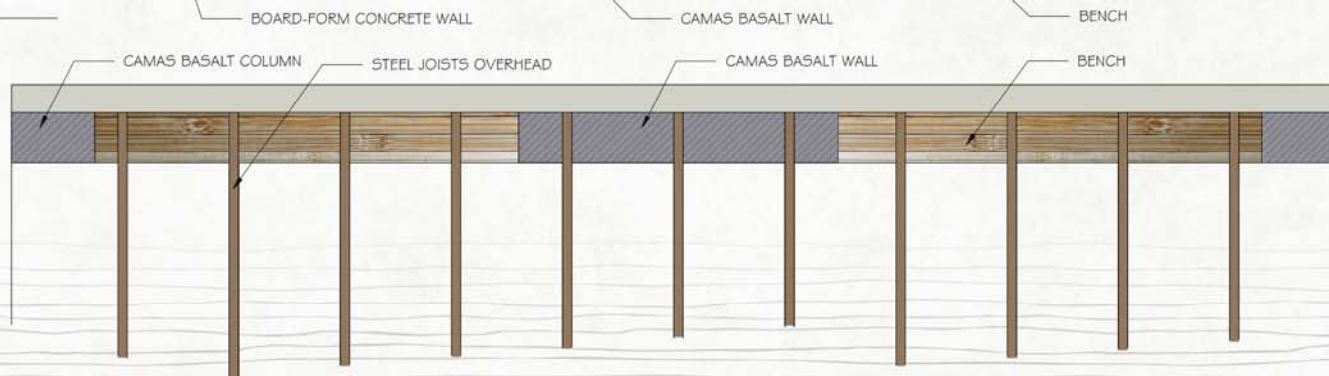 BOARD-FORM CONCRETE WALL
CAMAS BASALT WALL
BENCH
CAMAS BASALT COLUMN
STEEL JOISTS OVERHEAD
CAMAS BASALT WALL
BENCH